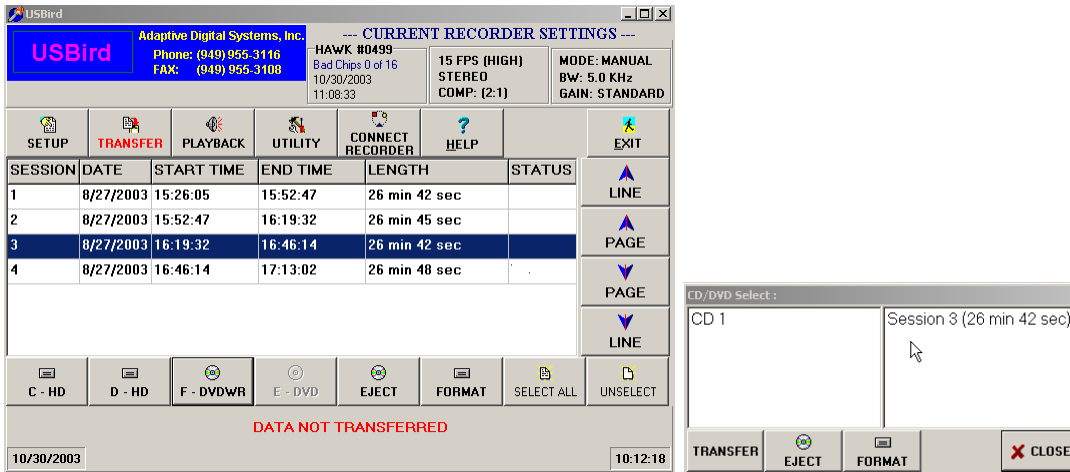 USBird
USBird
Adaptive Digital Systems, Inc.
Phone: (949) 955-3116
FAX: (949) 955-3108
--- CURRENT RECORDER SETTINGS ---
HAWK #0499
Bad Chips 0 of 16
10/30/2003
11:08:33
15 FPS (HIGH)
STEREO
COMP: (2:1)
MODE: MANUAL
BW: 5.0 KHz
GAIN: STANDARD
SETUP
TRANSFER
PLAYBACK
UTILITY
CONNECT
RECORDER
HELP
EXIT
SESSION DATE START TIME END TIME LENGTH STATUS
1 8/27/2003 15:26:05 15:52:47 26 min 42 sec
2 8/27/2003 15:52:47 16:19:32 26 min 45 sec
3 8/27/2003 16:19:32 16:46:14 26 min 42 sec
4 8/27/2003 16:46:14 17:13:02 26 min 48 sec
LINE
PAGE
PAGE
LINE
C - HD
D - HD
F - DVDWR
E - DVD
EJECT
FORMAT
SELECT ALL
UNSELECT
DATA NOT TRANSFERRED
10/30/2003
10:12:18
CD/DVD Select :
CD 1
Session 3 (26 min 42 sec)
TRANSFER
EJECT
FORMAT
CLOSE